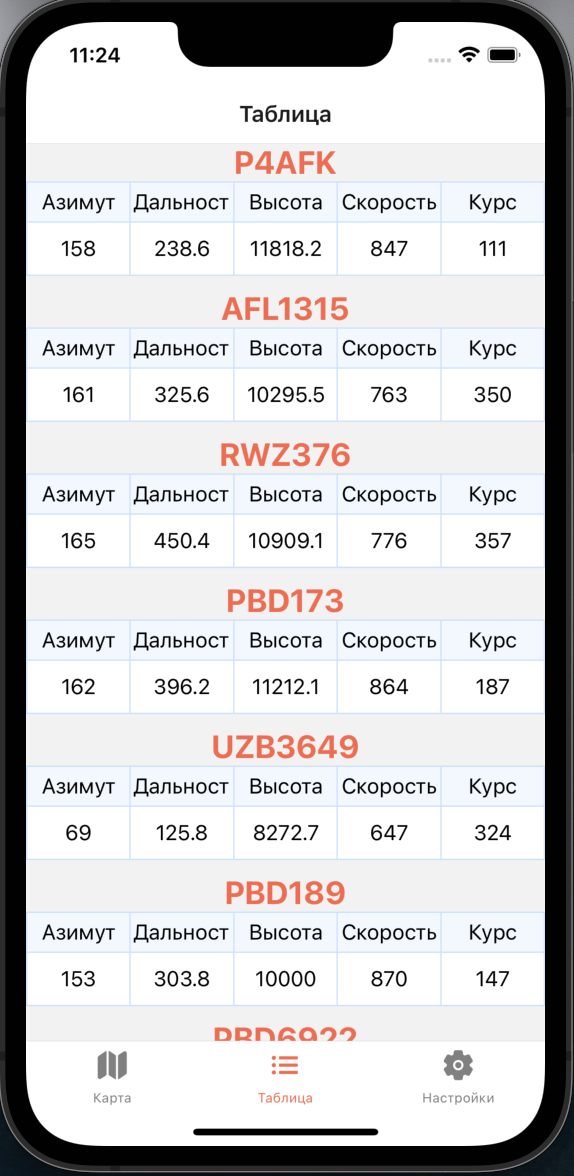 11:24
Таблица
P4AFK
Азимут Дальност Высота Скорость Курс
158 238.6 11818.2 847 111
AFL1315
Азимут Дальност Высота Скорость Курс
161 325.6 10295.5 763 350
RWZ376
Азимут Дальност Высота Скорость Курс
165 450.4 10909.1 776 357
PBD173
Азимут Дальност Высота Скорость Курс
162 396.2 11212.1 864 187
UZB3649
Азимут Дальност Высота Скорость Курс
69 125.8 8272.7 647 324
PBD189
Азимут Дальност Высота Скорость Курс
153 303.8 10000 870 147
PBD6922
Карта Таблица Настройки